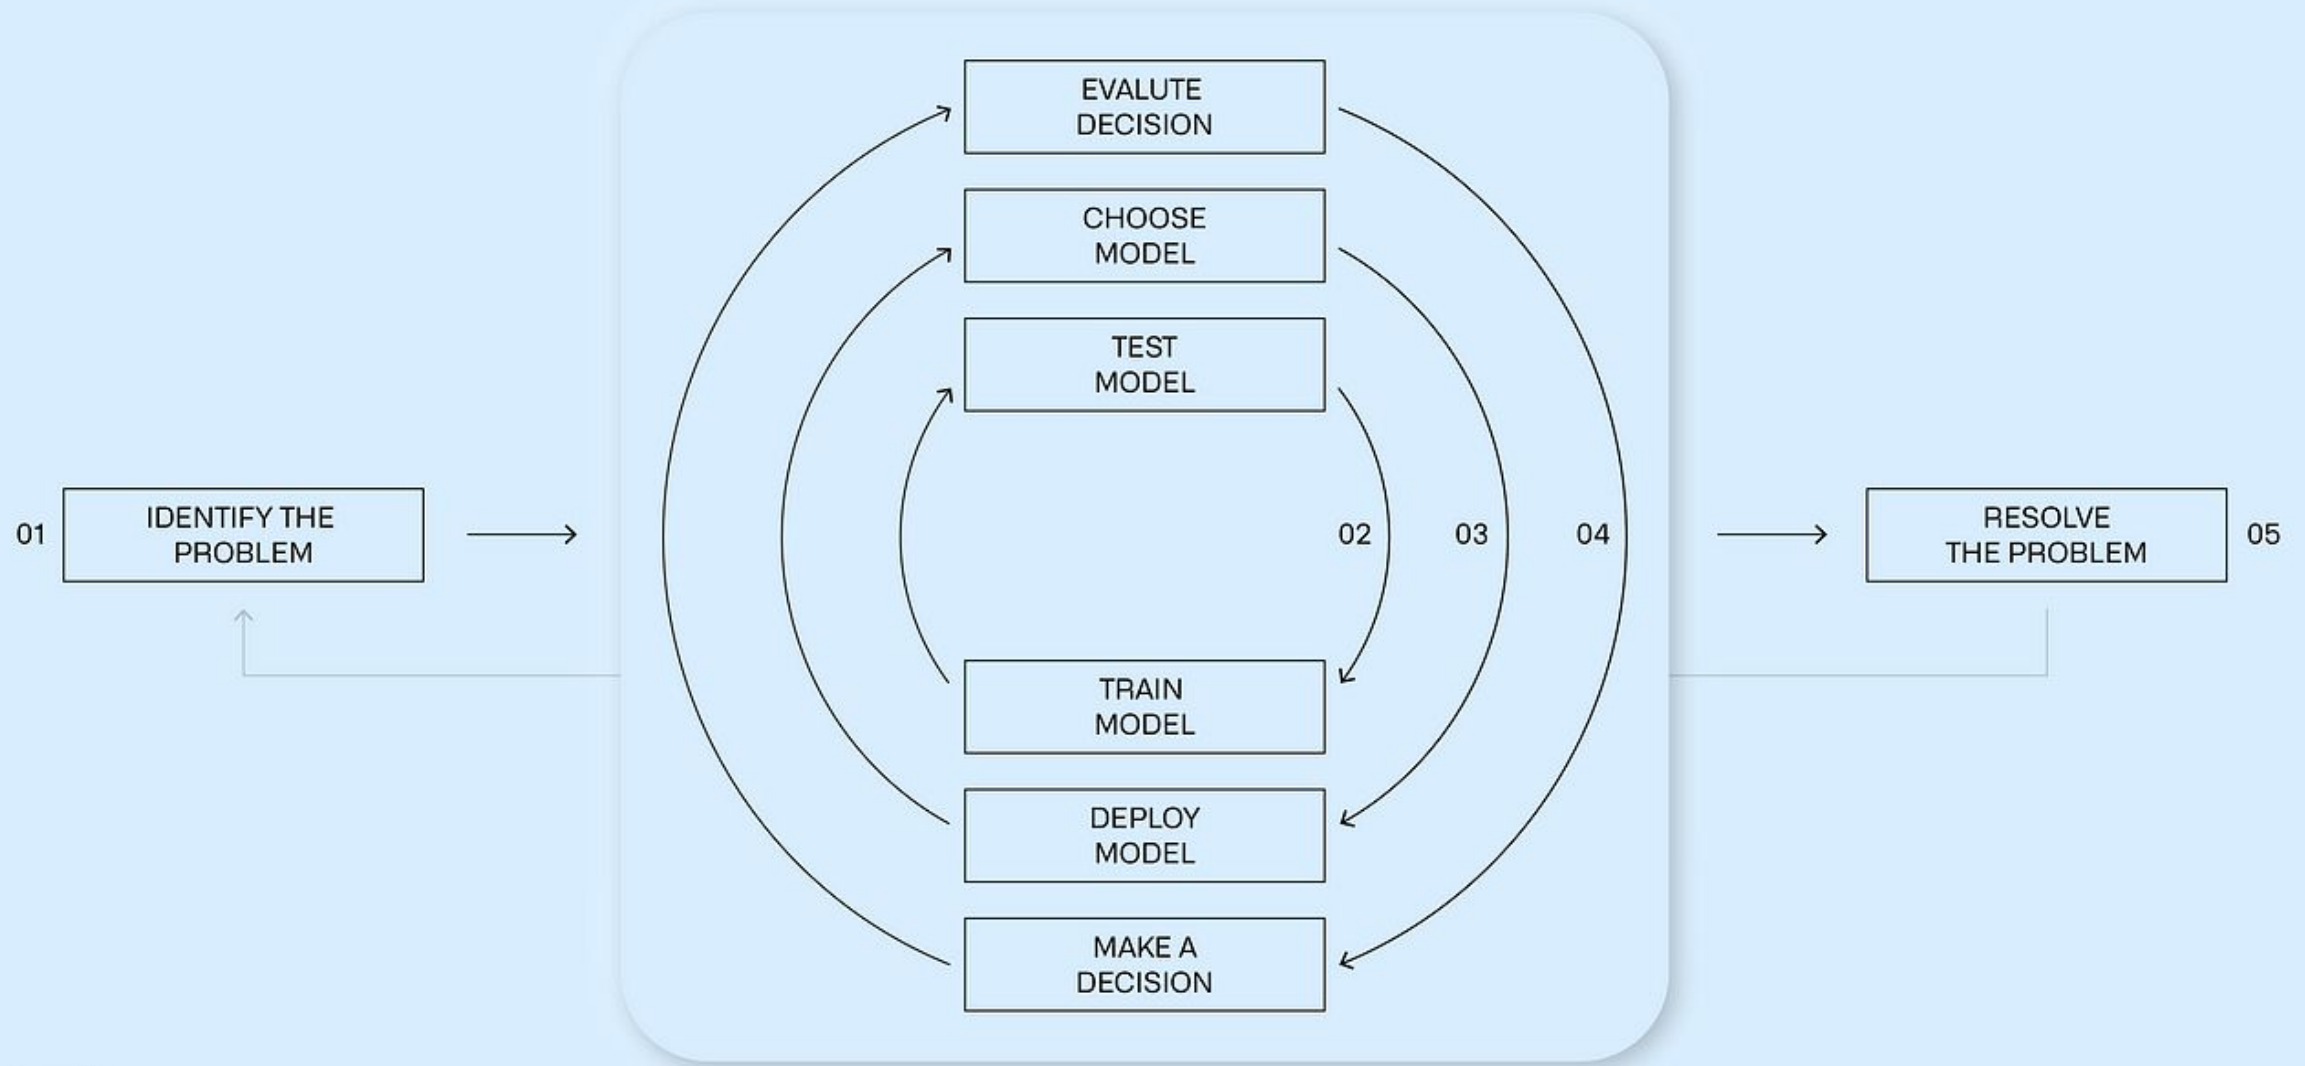 01
IDENTIFY THE
PROBLEM
EVALUTE
DECISION
CHOOSE
MODEL
TEST
MODEL
02
03
04
TRAIN
MODEL
DEPLOY
MODEL
MAKE A
DECISION
RESOLVE
THE PROBLEM
05